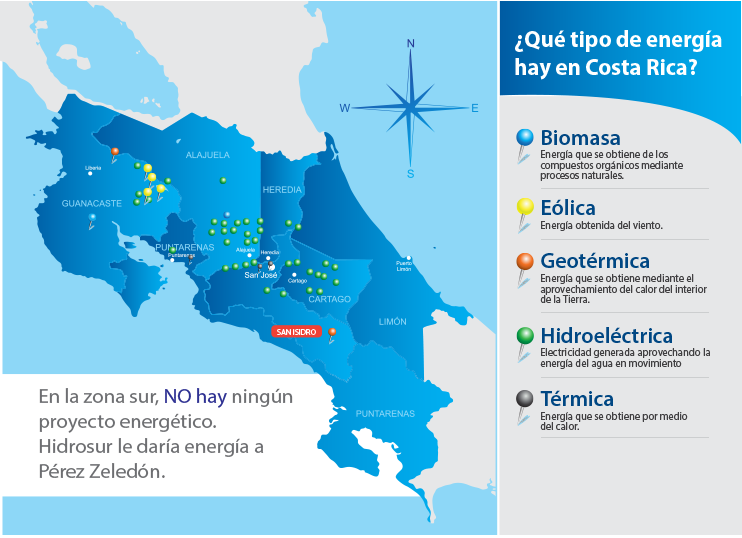 ¿Qué tipo de energía
hay en Costa Rica?
N
W
E
S
ALAJUELA
Liberia
HEREDIA
GUANACASTE
PUNTARENAS
Puntarenas
Alajuela
Heredia
San José
Cartago
CARTAGO
Puerto
Limón
LIMÓN
SAN ISIDRO
PUNTARENAS
En la zona sur, NO hay ningún
proyecto energético.
Hidrosur le daría energía a
Pérez Zeledón.
Biomasa
Energía que se obtiene de los
compuestos orgánicos mediante
procesos naturales.
Eólica
Energía obtenida del viento.
Geotérmica
Energía que se obtiene mediante el
aprovechamiento del calor del interior
de la Tierra.
Hidroeléctrica
Electricidad generada aprovechando la
energía del agua en movimiento
Térmica
Energía que se obtiene por medio
del calor.